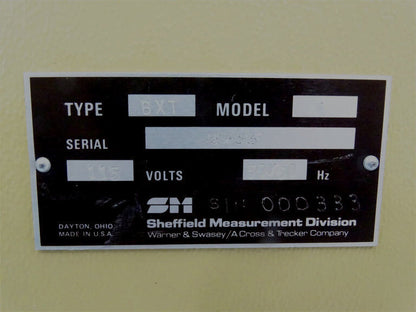 TYPE 6XT MODEL
SERIAL
115 VOLTS Hz
SM 000333
Sheffield Measurement Division
DAYTON, OHIO Warner & Swasey/A Cross & Trecker Company
MADE IN U.S.A.